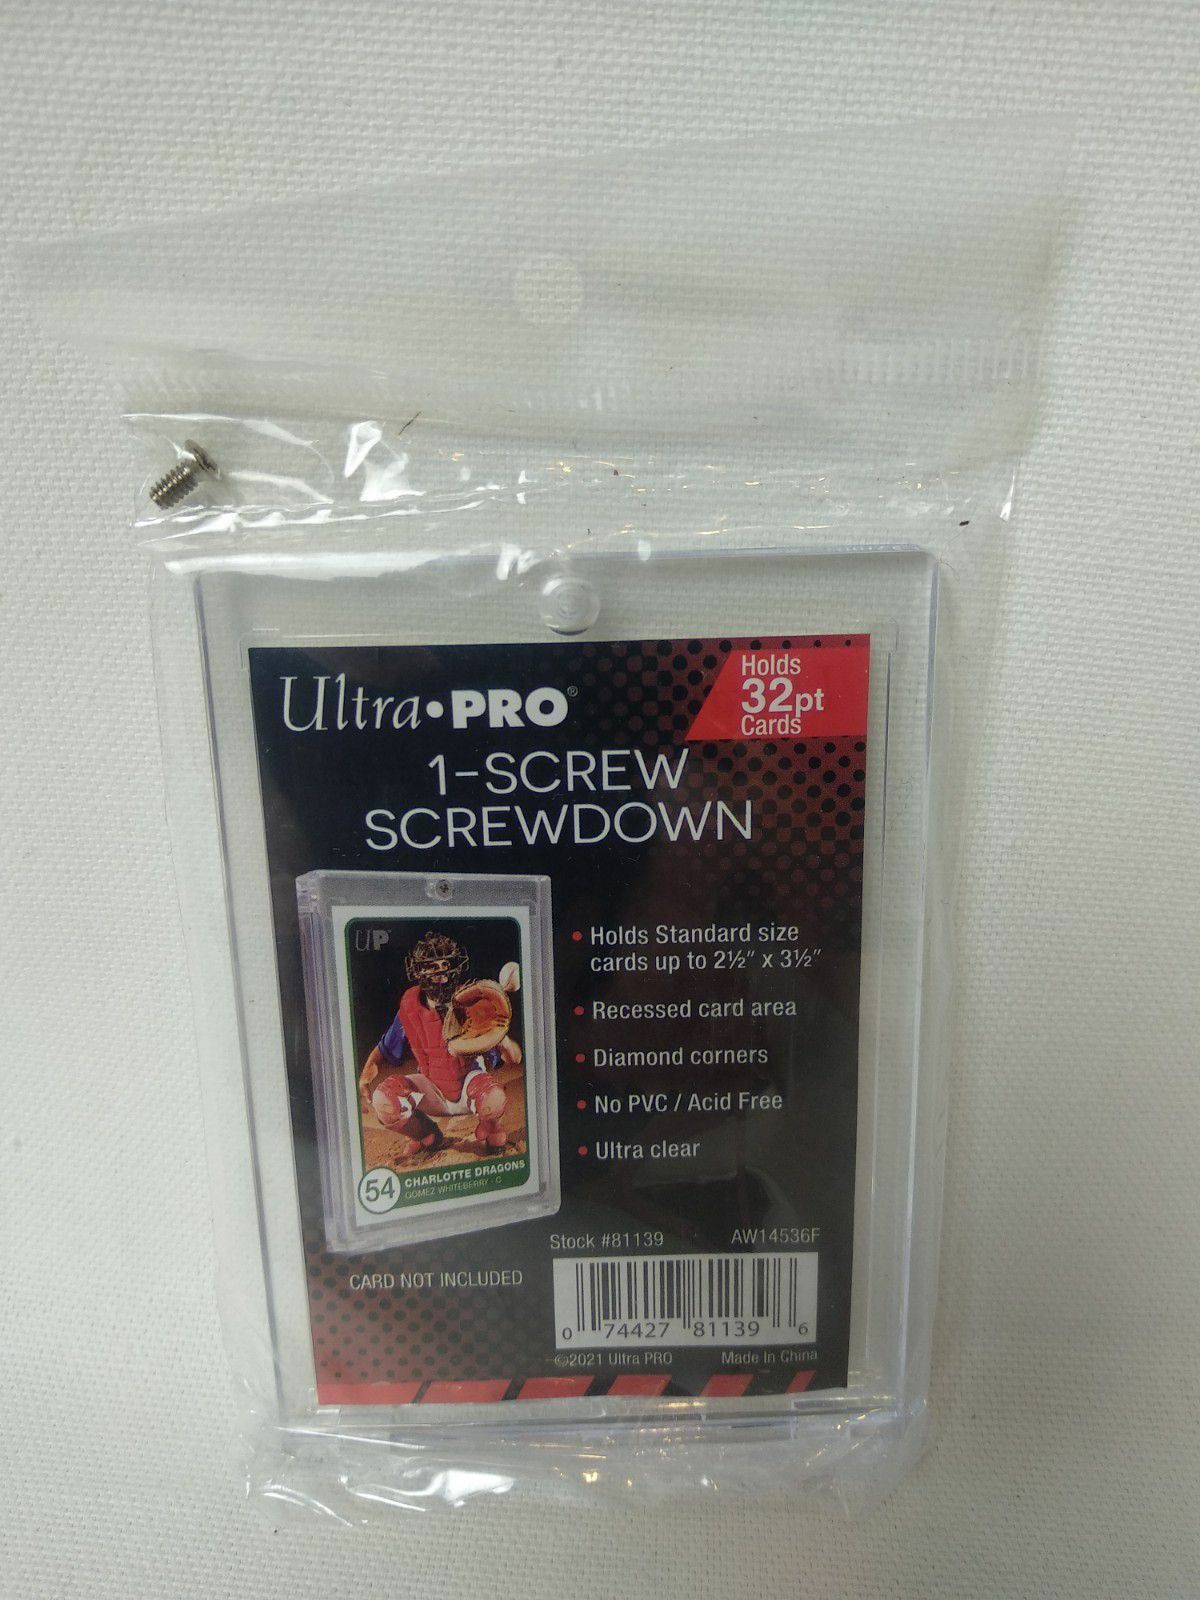 Ultra•PRO®
Holds
32pt
Cards
1-SCREW
SCREWDOWN
UP
• Holds Standard size
cards up to 2½" x 3½"
• Recessed card area
• Diamond corners
• No PVC / Acid Free
• Ultra clear
54
CHARLOTTE DRAGONS
GOMEZ WHITEBERRY - C
CARD NOT INCLUDED
Stock #81139 AW14536F
0 74427 81139 6
©2021 Ultra PRO Made In China